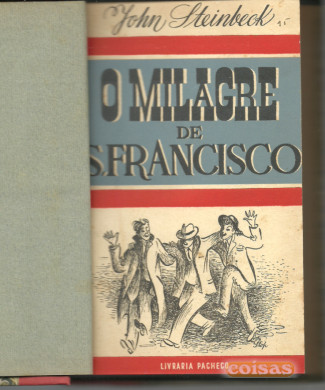 John Steinbeck
O MILAGRE
DE
S. FRANCISCO
LIVRARIA PACHECO
coisas